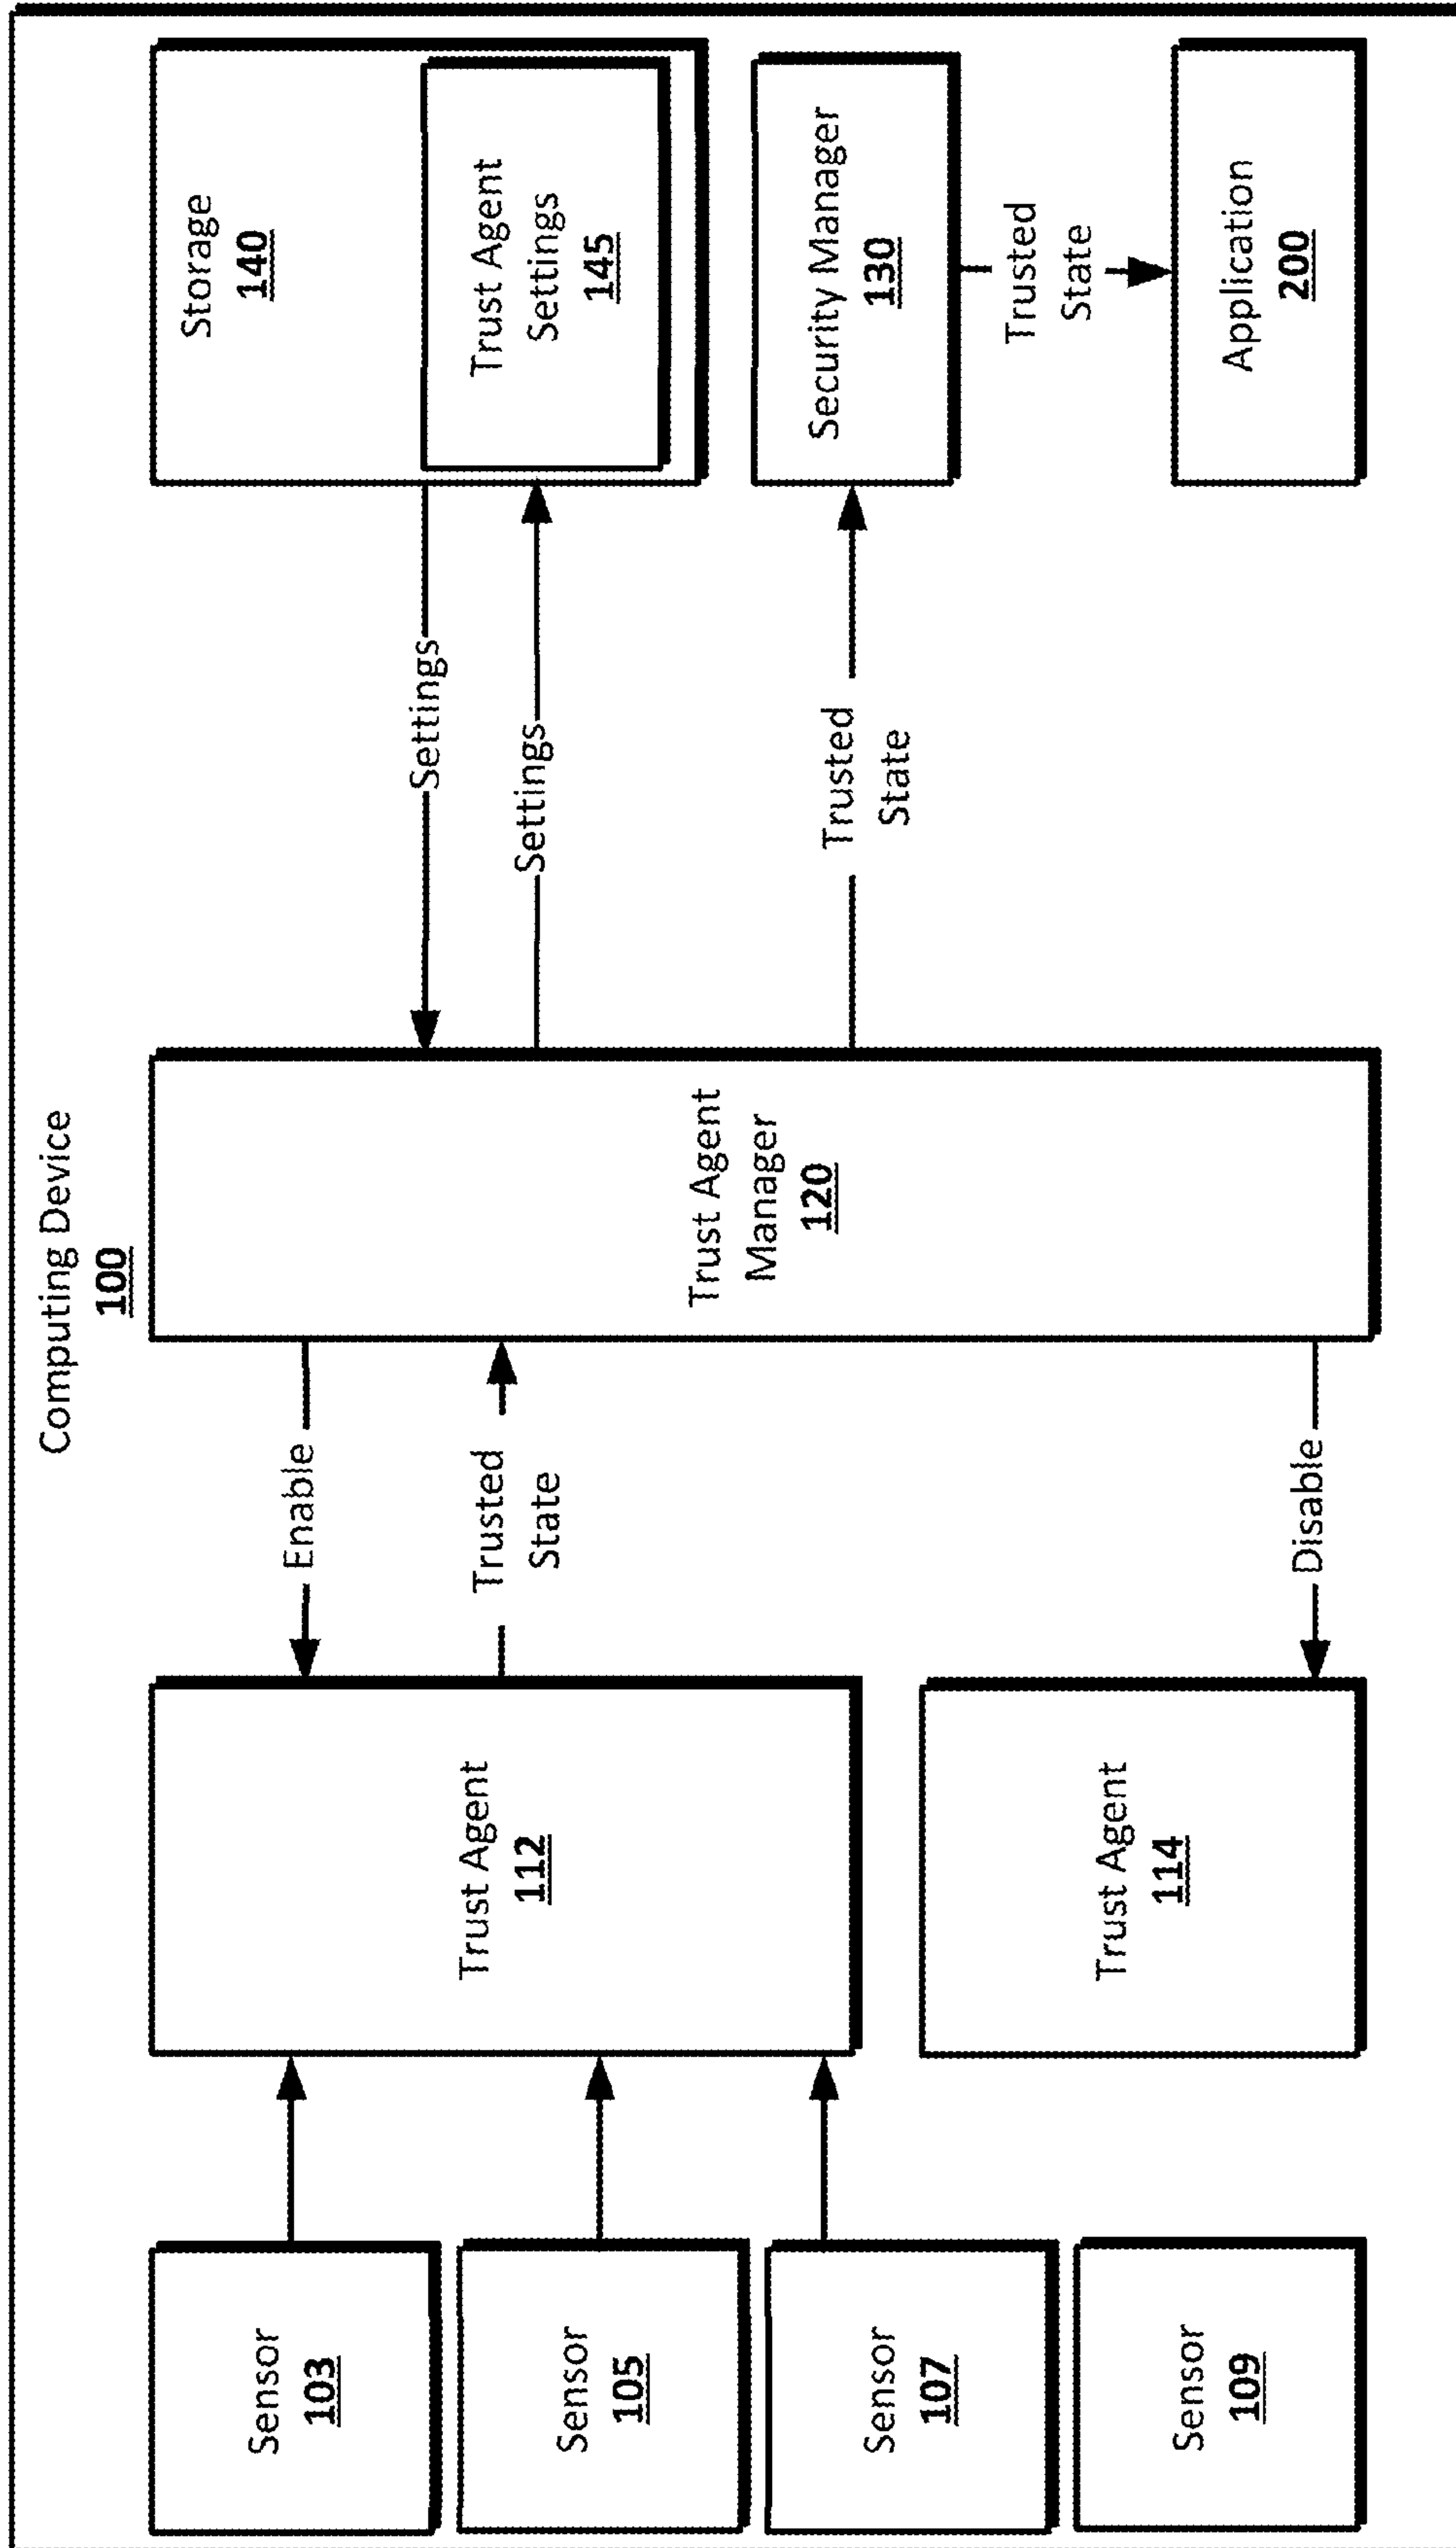 Computing Device
100
Sensor
103
Sensor
105
Sensor
107
Sensor
109
Trust Agent
112
Trust Agent
114
Enable
Trusted
State
Disable
Trust Agent
Manager
120
Settings
Settings
Trusted
State
Storage
140
Trust Agent
Settings
145
Security Manager
130
Trusted
State
Application
200